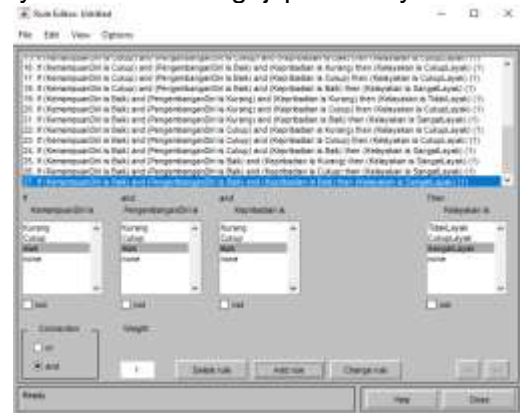 Rule Editor: Untitled
File Edit View Options
16. If (KemampuanDiri is Cukup) and (PengembanganDiri is Baik) and (Kepribadian is Kurang) then (Kelayakan is CukupLayak) (1)
17. If (KemampuanDiri is Cukup) and (PengembanganDiri is Baik) and (Kepribadian is Cukup) then (Kelayakan is CukupLayak) (1)
18. If (KemampuanDiri is Cukup) and (PengembanganDiri is Baik) and (Kepribadian is Baik) then (Kelayakan is SangatLayak) (1)
19. If (KemampuanDiri is Baik) and (PengembanganDiri is Kurang) and (Kepribadian is Kurang) then (Kelayakan is TidakLayak) (1)
20. If (KemampuanDiri is Baik) and (PengembanganDiri is Kurang) and (Kepribadian is Cukup) then (Kelayakan is CukupLayak) (1)
21. If (KemampuanDiri is Baik) and (PengembanganDiri is Kurang) and (Kepribadian is Baik) then (Kelayakan is SangatLayak) (1)
22. If (KemampuanDiri is Baik) and (PengembanganDiri is Cukup) and (Kepribadian is Kurang) then (Kelayakan is CukupLayak) (1)
23. If (KemampuanDiri is Baik) and (PengembanganDiri is Cukup) and (Kepribadian is Cukup) then (Kelayakan is CukupLayak) (1)
24. If (KemampuanDiri is Baik) and (PengembanganDiri is Cukup) and (Kepribadian is Baik) then (Kelayakan is SangatLayak) (1)
25. If (KemampuanDiri is Baik) and (PengembanganDiri is Baik) and (Kepribadian is Kurang) then (Kelayakan is SangatLayak) (1)
26. If (KemampuanDiri is Baik) and (PengembanganDiri is Baik) and (Kepribadian is Cukup) then (Kelayakan is SangatLayak) (1)
27. If (KemampuanDiri is Baik) and (PengembanganDiri is Baik) and (Kepribadian is Baik) then (Kelayakan is SangatLayak) (1)
If and and Then
KemampuanDiri is PengembanganDiri is Kepribadian is Kelayakan is
Kurang Kurang Kurang TidakLayak
Cukup Cukup Cukup CukupLayak
Baik Baik Baik SangatLayak
none none none none
not not not not
Connection Weight:
or
and 1 Delete rule Add rule Change rule << >>
Ready Help Close